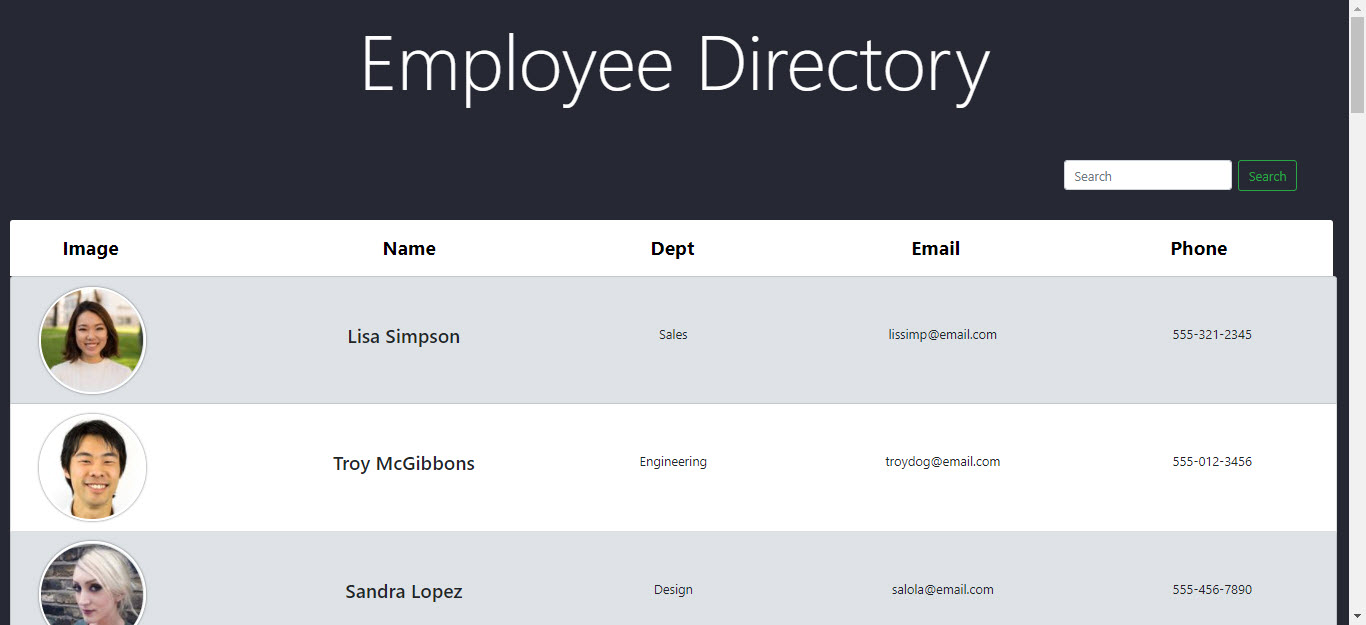 Employee Directory
Search Search
Image Name Dept Email Phone
Lisa Simpson Sales lissimp@email.com 555-321-2345
Troy McGibbons Engineering troydog@email.com 555-012-3456
Sandra Lopez Design salola@email.com 555-456-7890